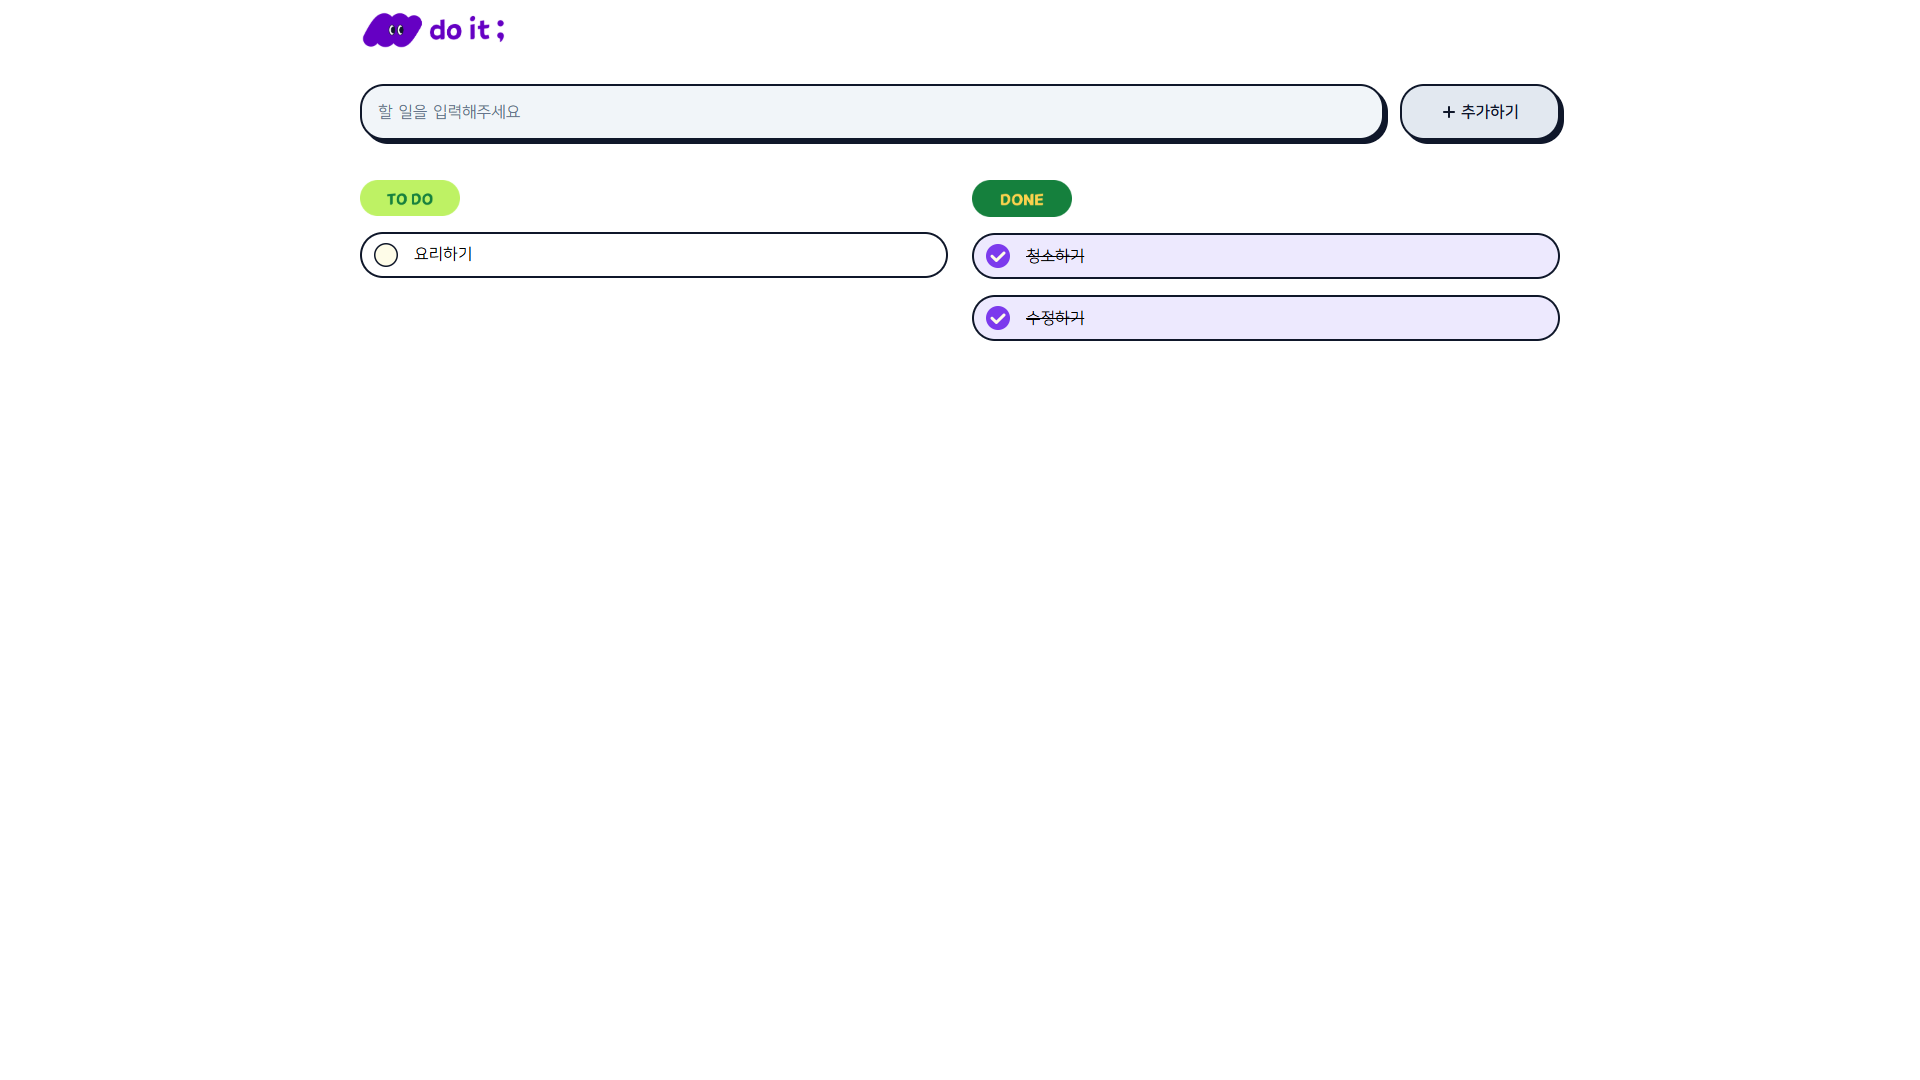 do it ;
할 일을 입력해주세요
+ 추가하기
TO DO
요리하기
DONE
청소하기
수정하기